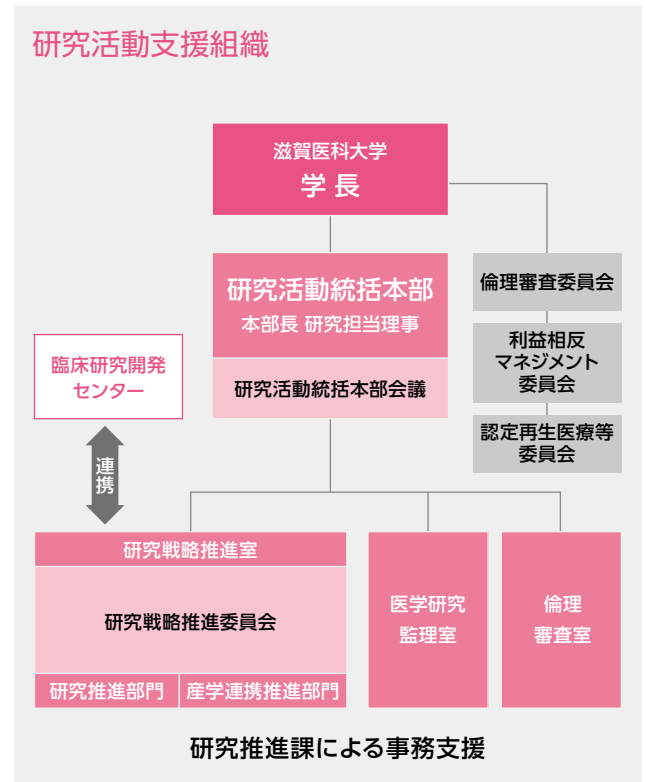 研究活動支援組織
滋賀医科大学
学長
研究活動統括本部
本部長 研究担当理事
研究活動統括本部会議
倫理審査委員会
利益相反
マネジメント
委員会
認定再生医療等
委員会
臨床研究開発
センター
連携
研究戦略推進室
研究戦略推進委員会
研究推進部門
産学連携推進部門
医学研究
監理室
倫理
審査室
研究推進課による事務支援